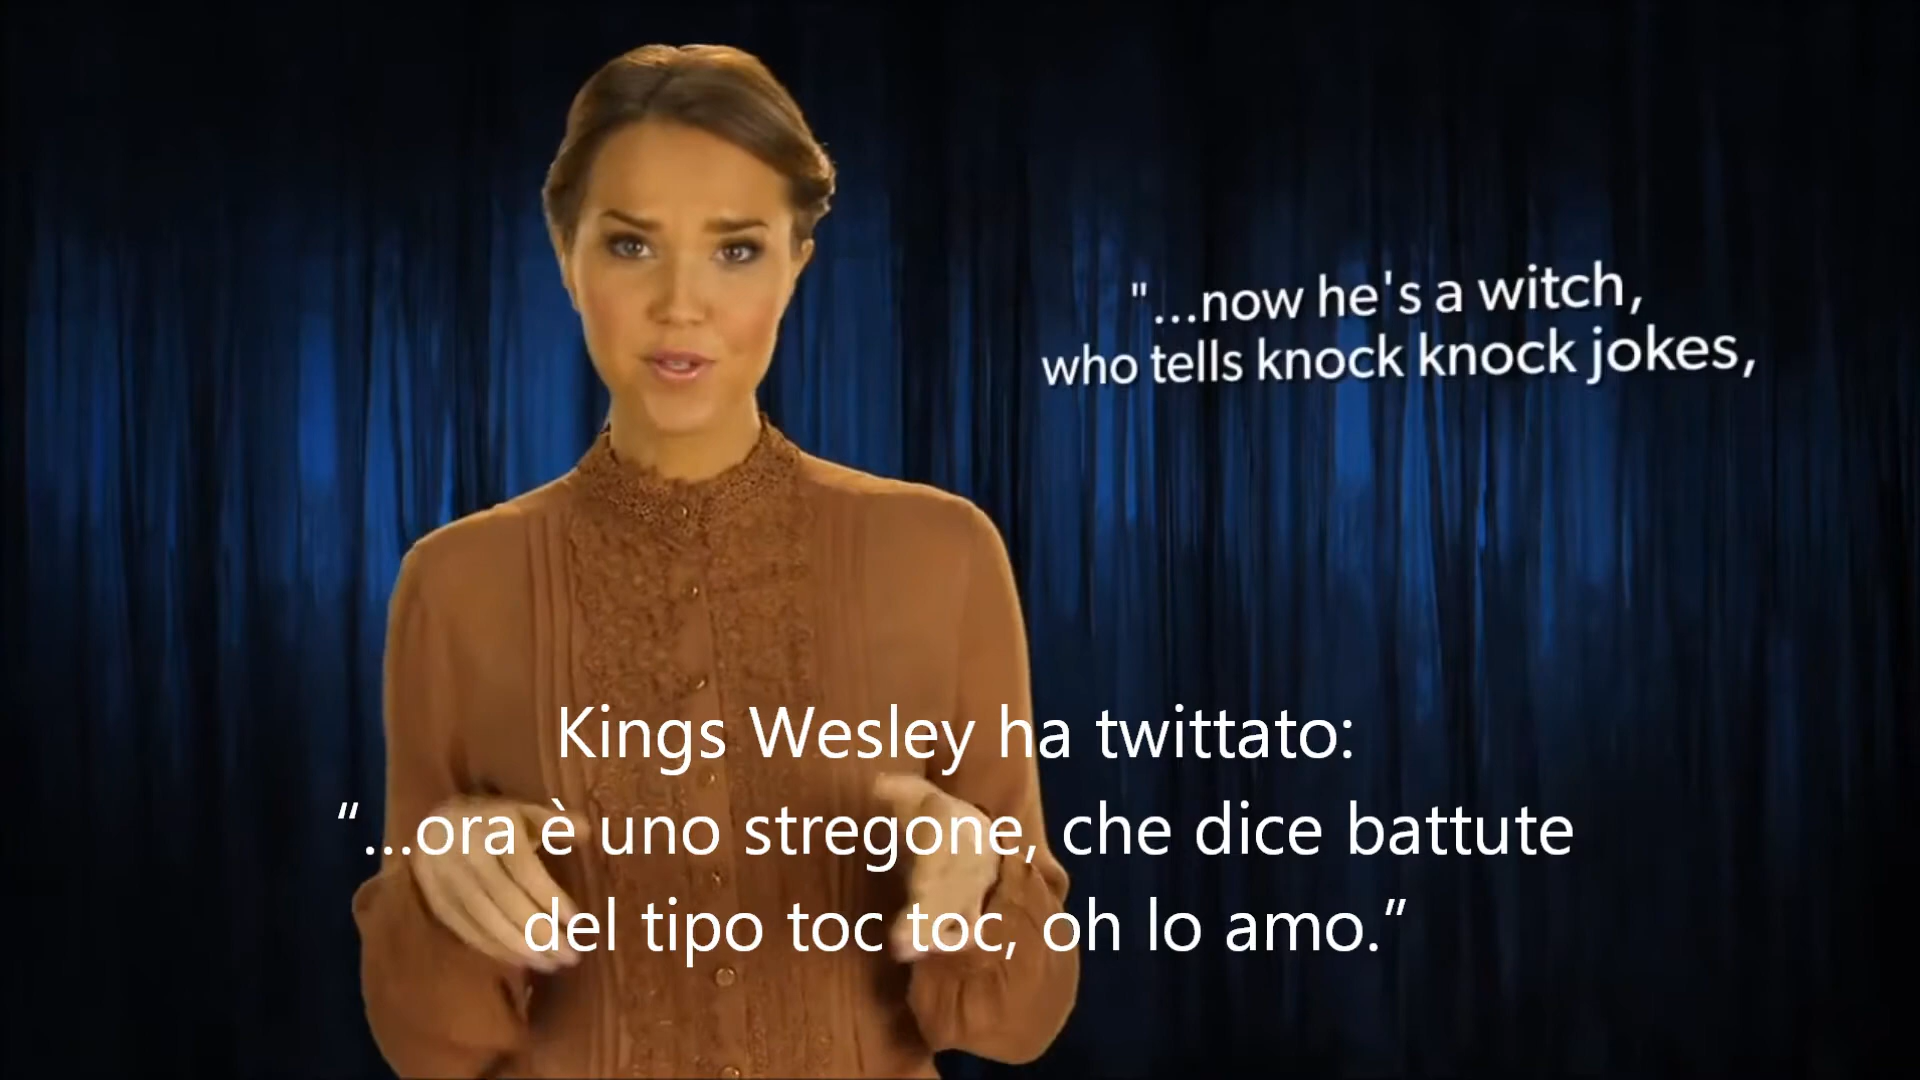 "...now he's a witch,
who tells knock knock jokes,
Kings Wesley ha twittato:
“...ora è uno stregone, che dice battute
del tipo toc toc, oh lo amo.”